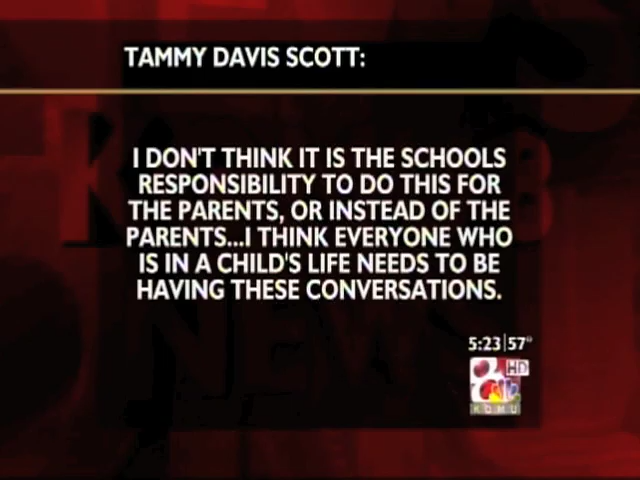 TAMMY DAVIS SCOTT:
I DON'T THINK IT IS THE SCHOOLS
RESPONSIBILITY TO DO THIS FOR
THE PARENTS, OR INSTEAD OF THE
PARENTS...I THINK EVERYONE WHO
IS IN A CHILD'S LIFE NEEDS TO BE
HAVING THESE CONVERSATIONS.
5:23|57°
HD
KOMU
NEWS